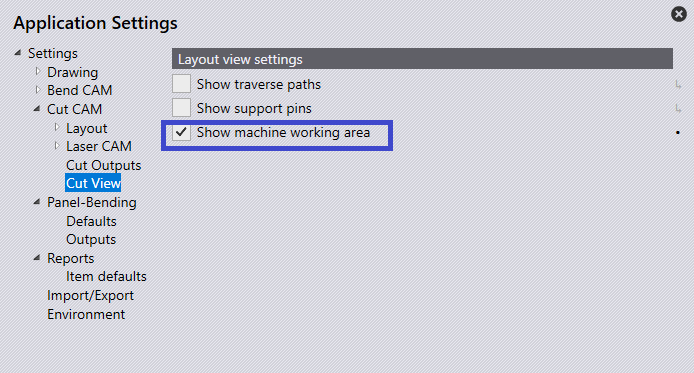 Application Settings
Settings
Drawing
Bend CAM
Cut CAM
Layout
Laser CAM
Cut Outputs
Cut View
Panel-Bending
Defaults
Outputs
Reports
Item defaults
Import/Export
Environment
Layout view settings
Show traverse paths
Show support pins
Show machine working area